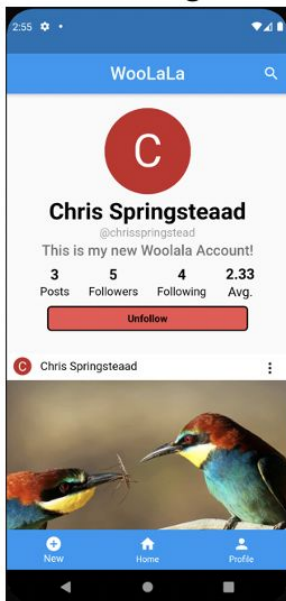 2:55
WooLaLa
C
Chris Springsteaad
@chrisspringstead
This is my new Woolala Account!
3 5 4 2.33
Posts Followers Following Avg.
Unfollow
C Chris Springsteaad
New Home Profile